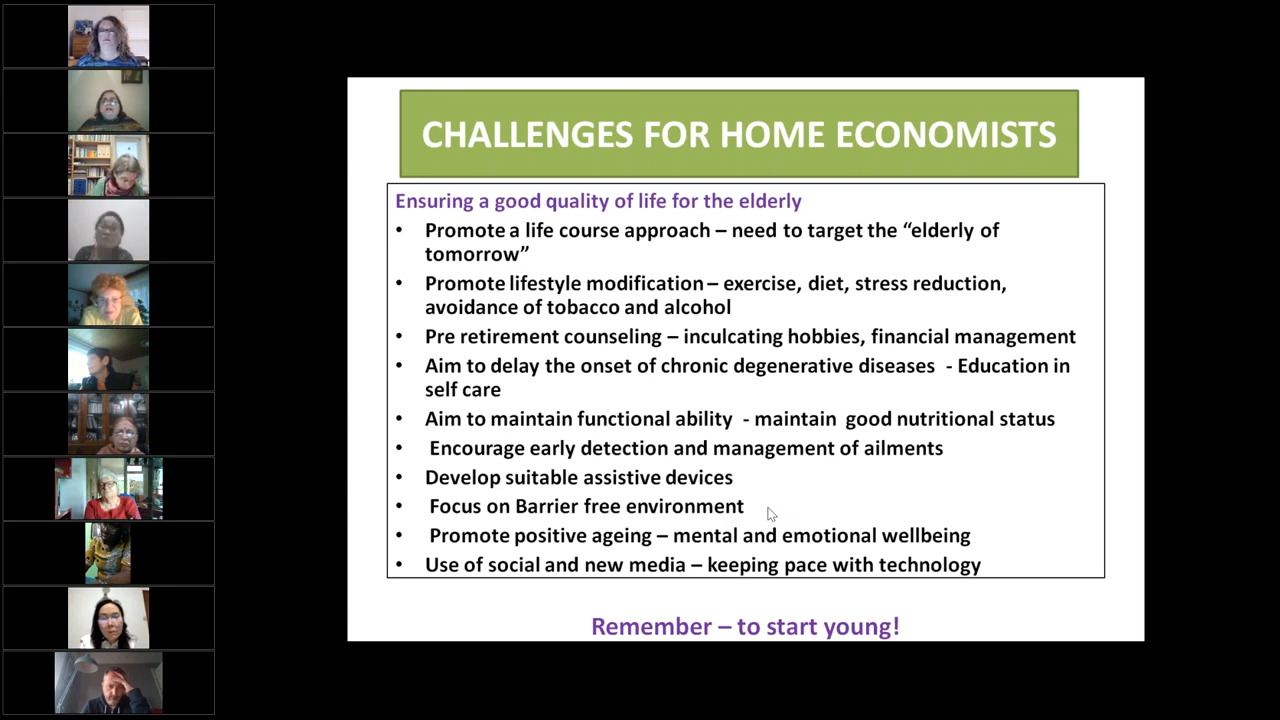 CHALLENGES FOR HOME ECONOMISTS
Ensuring a good quality of life for the elderly
• Promote a life course approach – need to target the “elderly of
tomorrow”
• Promote lifestyle modification – exercise, diet, stress reduction,
avoidance of tobacco and alcohol
• Pre retirement counseling – inculcating hobbies, financial management
• Aim to delay the onset of chronic degenerative diseases - Education in
self care
• Aim to maintain functional ability - maintain good nutritional status
• Encourage early detection and management of ailments
• Develop suitable assistive devices
• Focus on Barrier free environment
• Promote positive ageing – mental and emotional wellbeing
• Use of social and new media – keeping pace with technology
Remember – to start young!